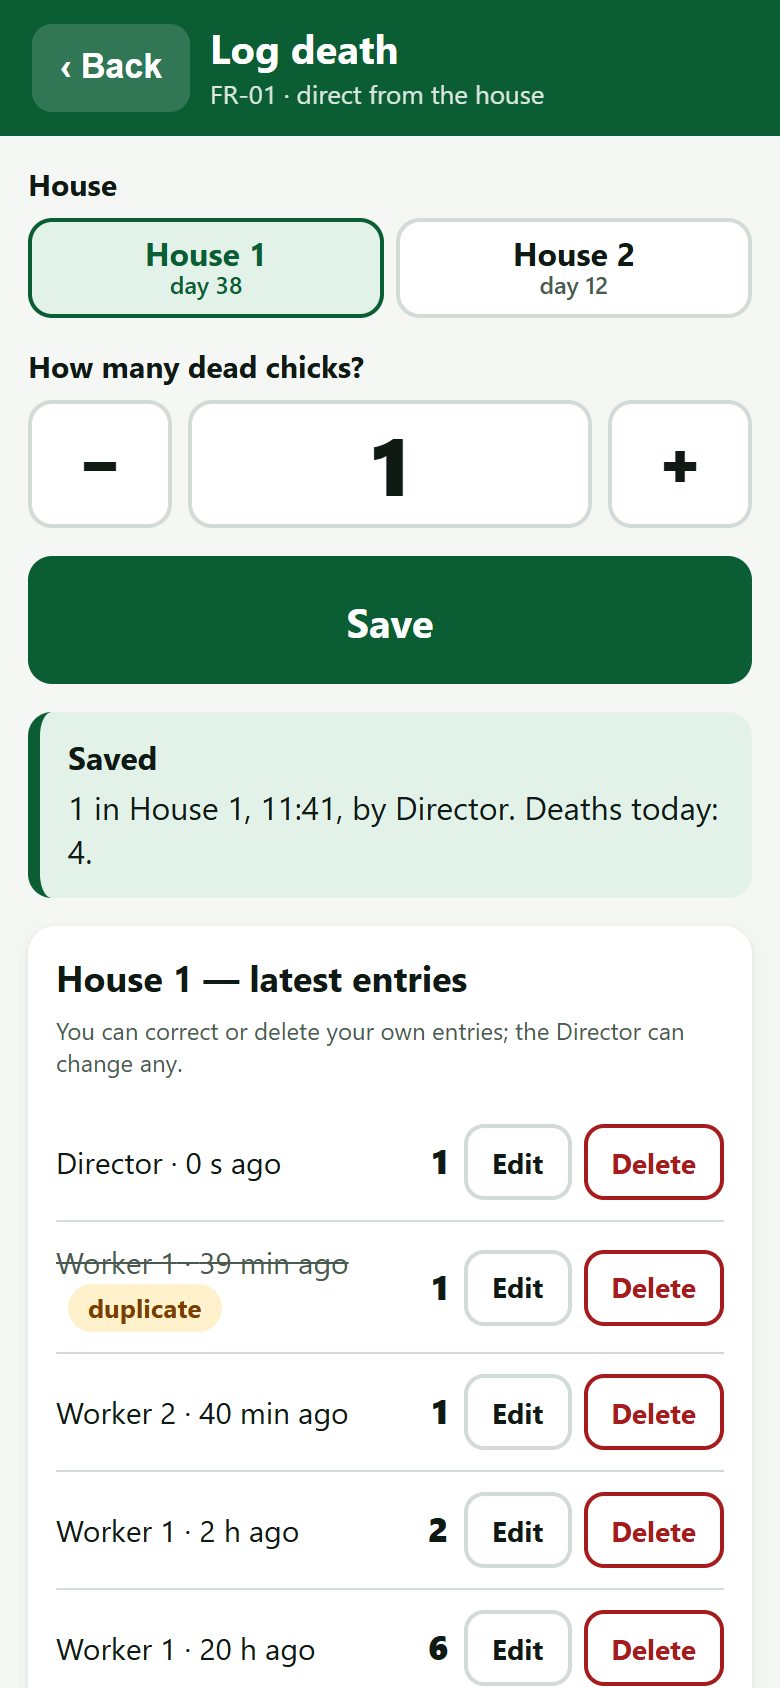 ‹ Back
Log death
FR-01 · direct from the house
House
House 1
day 38
House 2
day 12
How many dead chicks?
− 1 +
Save
Saved
1 in House 1, 11:41, by Director. Deaths today:
4.
House 1 — latest entries
You can correct or delete your own entries; the Director can
change any.
Director · 0 s ago 1 Edit Delete
Worker 1 · 39 min ago
duplicate 1 Edit Delete
Worker 2 · 40 min ago 1 Edit Delete
Worker 1 · 2 h ago 2 Edit Delete
Worker 1 · 20 h ago 6 Edit Delete